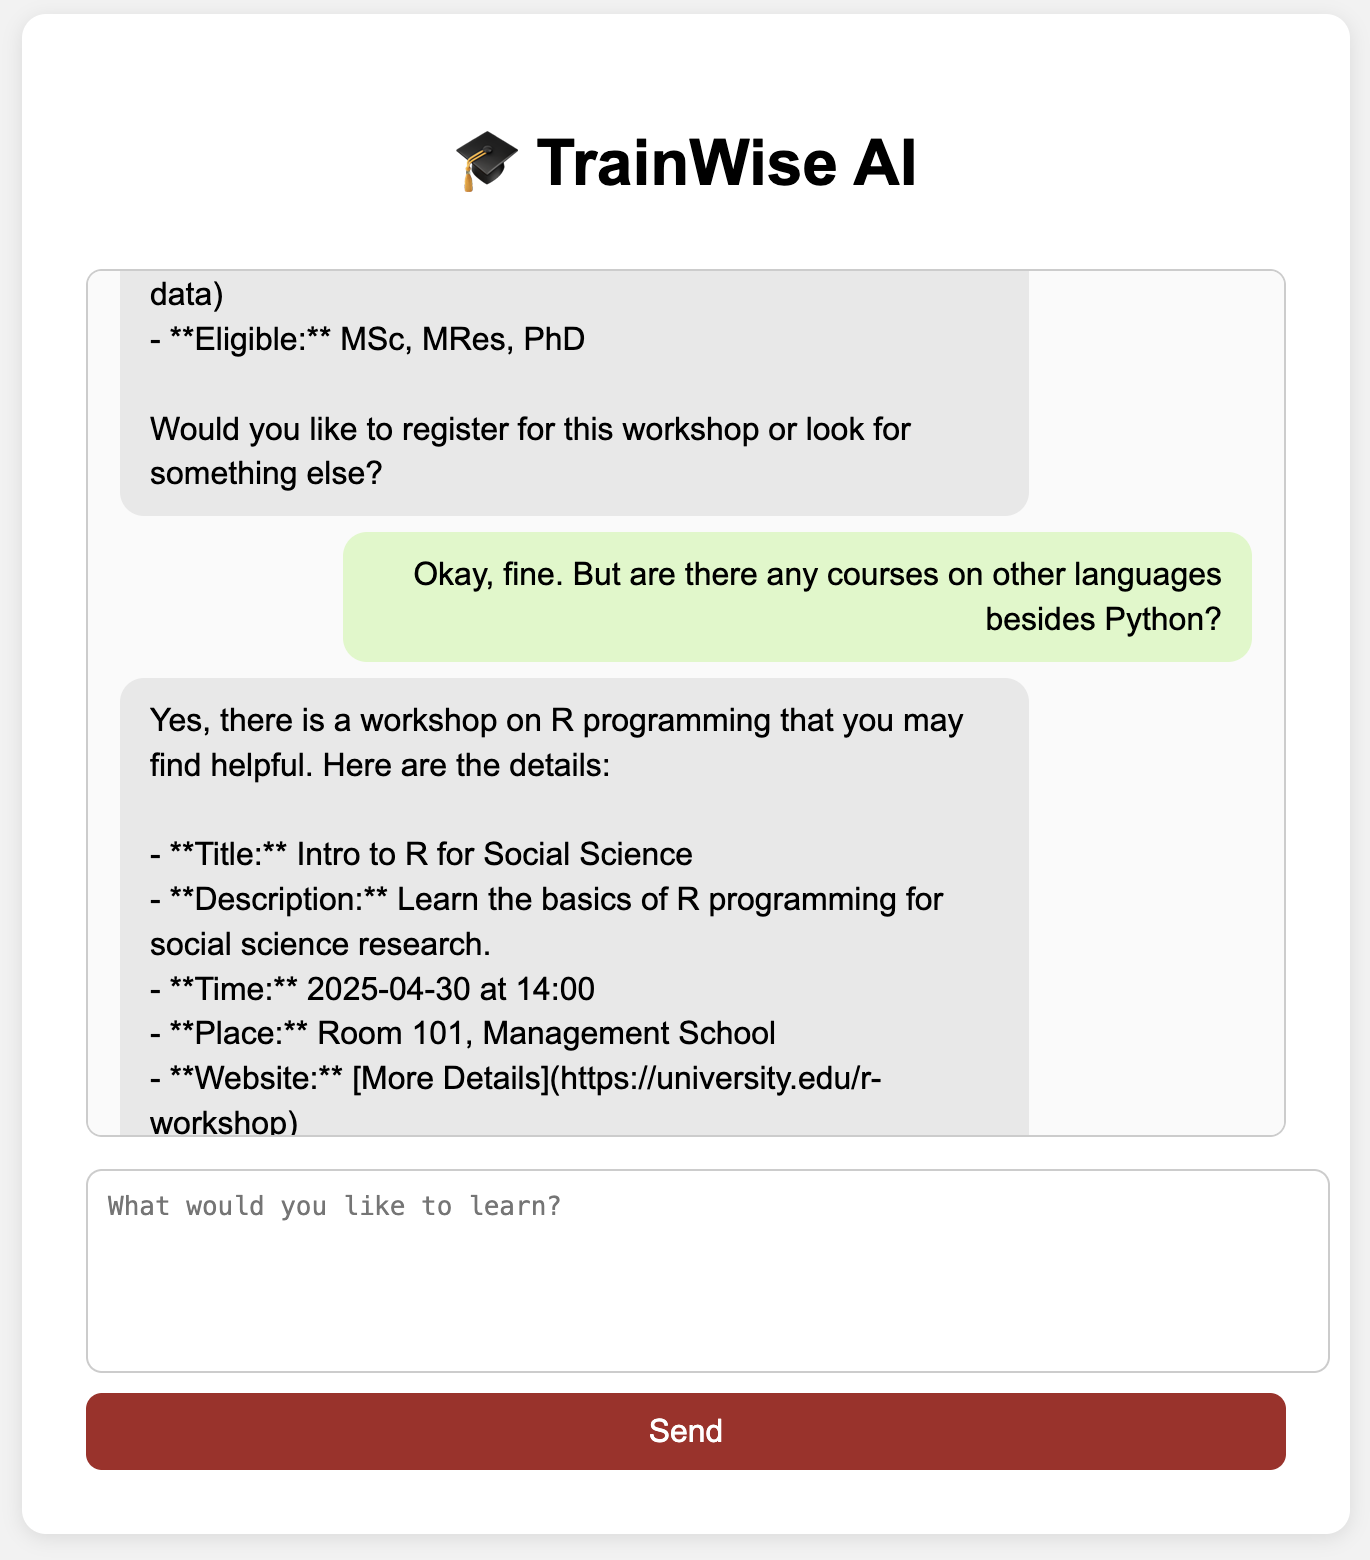 🎓 TrainWise AI
data)
- **Eligible:** MSc, MRes, PhD
Would you like to register for this workshop or look for
something else?
Okay, fine. But are there any courses on other languages
besides Python?
Yes, there is a workshop on R programming that you may
find helpful. Here are the details:
- **Title:** Intro to R for Social Science
- **Description:** Learn the basics of R programming for
social science research.
- **Time:** 2025-04-30 at 14:00
- **Place:** Room 101, Management School
- **Website:** [More Details](https://university.edu/r-
workshop)
What would you like to learn?
Send